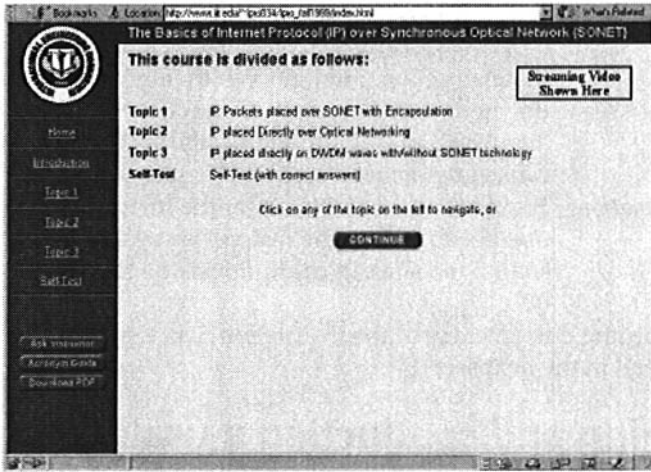 Bookmarks Location: What's Related
The Basics of Internet Protocol (IP) over Synchronous Optical Network (SONET)
This course is divided as follows:
Streaming Video
Shown Here
Topic 1 IP Packets placed over SONET with Encapsulation
Topic 2 IP placed Directly over Optical Networking
Topic 3 IP placed directly on DWDM waves with/without SONET technology
Self-Test Self-Test (with correct answers)
Click on any of the topic on the left to navigate, or
CONTINUE
Home
Introduction
Topic 1
Topic 2
Topic 3
Self-Test
Ask Instructor
Acronym Guide
Download PDF